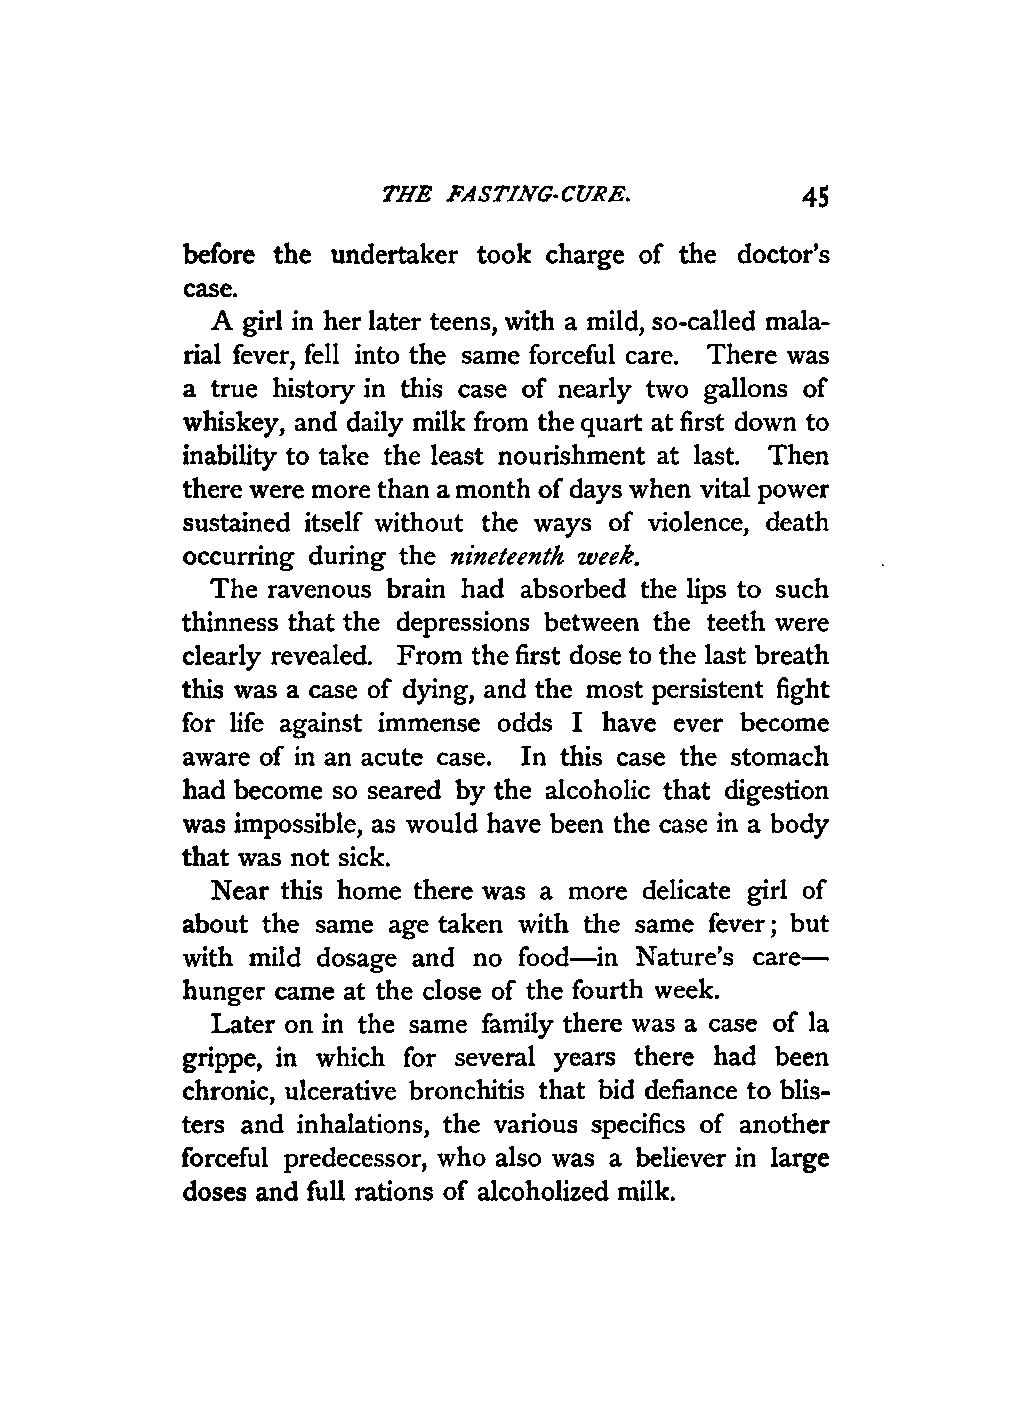 THE FASTING-CURE. 45
before the undertaker took charge of the doctor's
case.
A girl in her later teens, with a mild, so-called mala-
rial fever, fell into the same forceful care. There was
a true history in this case of nearly two gallons of
whiskey, and daily milk from the quart at first down to
inability to take the least nourishment at last. Then
there were more than a month of days when vital power
sustained itself without the ways of violence, death
occurring during the nineteenth week.
The ravenous brain had absorbed the lips to such
thinness that the depressions between the teeth were
clearly revealed. From the first dose to the last breath
this was a case of dying, and the most persistent fight
for life against immense odds I have ever become
aware of in an acute case. In this case the stomach
had become so seared by the alcoholic that digestion
was impossible, as would have been the case in a body
that was not sick.
Near this home there was a more delicate girl of
about the same age taken with the same fever; but
with mild dosage and no food—in Nature's care—
hunger came at the close of the fourth week.
Later on in the same family there was a case of la
grippe, in which for several years there had been
chronic, ulcerative bronchitis that bid defiance to blis-
ters and inhalations, the various specifics of another
forceful predecessor, who also was a believer in large
doses and full rations of alcoholized milk.